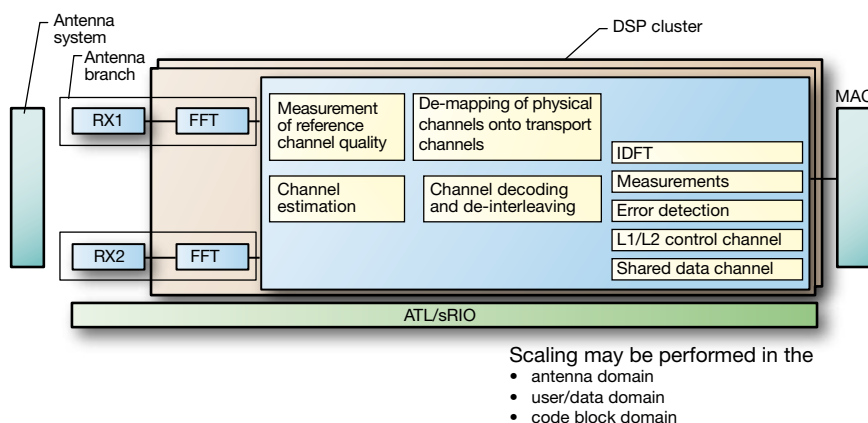 Antenna
system
Antenna
branch
DSP cluster
MAC
RX1
FFT
Measurement
of reference
channel quality
De-mapping of physical
channels onto transport
channels
Channel
estimation
Channel decoding
and de-interleaving
IDFT
Measurements
Error detection
L1/L2 control channel
Shared data channel
RX2
FFT
ATL/sRIO
Scaling may be performed in the
• antenna domain
• user/data domain
• code block domain